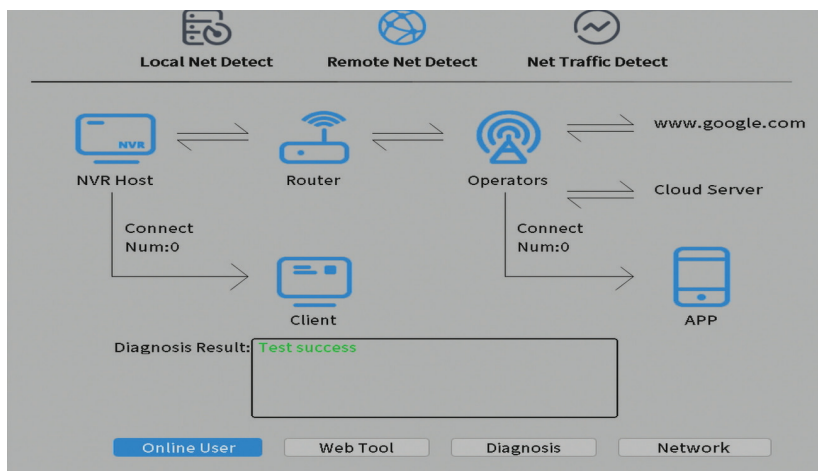 Local Net Detect
Remote Net Detect
Net Traffic Detect
NVR
NVR Host
Router
Operators
www.google.com
Cloud Server
Connect
Num:0
Connect
Num:0
Client
APP
Diagnosis Result:
Test success
Online User
Web Tool
Diagnosis
Network